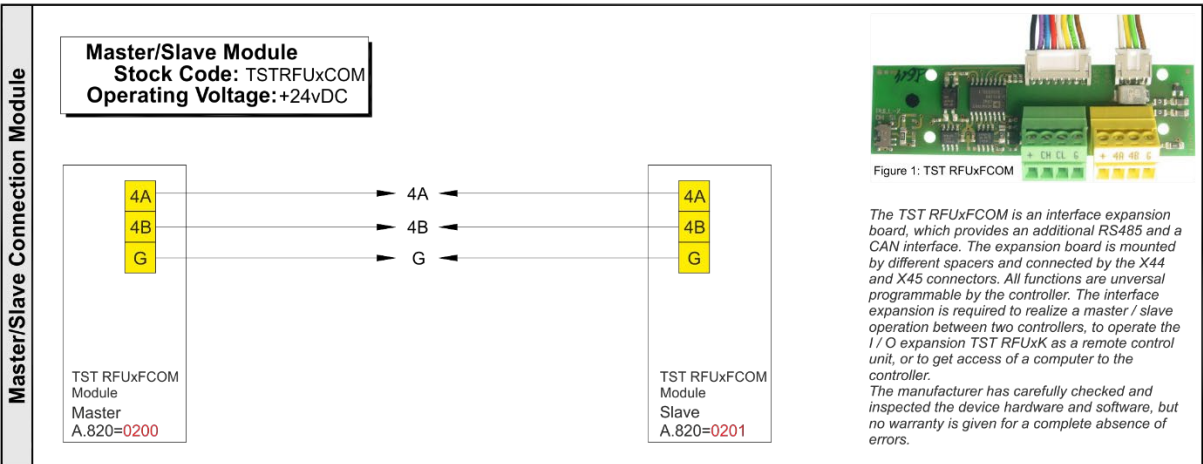 Master/Slave Connection Module
Master/Slave Module
Stock Code: TSTRFUxCOM
Operating Voltage:+24vDC
4A
4B
G
4A
4B
G
4A
4B
G
TST RFUxFCOM
Module
Master
A.820=0200
TST RFUxFCOM
Module
Slave
A.820=0201
+ CH CL G
+ 4A 4B G
Figure 1: TST RFUxFCOM
The TST RFUxFCOM is an interface expansion
board, which provides an additional RS485 and a
CAN interface. The expansion board is mounted
by different spacers and connected by the X44
and X45 connectors. All functions are unversal
programmable by the controller. The interface
expansion is required to realize a master / slave
operation between two controllers, to operate the
I / O expansion TST RFUxK as a remote control
unit, or to get access of a computer to the
controller.
The manufacturer has carefully checked and
inspected the device hardware and software, but
no warranty is given for a complete absence of
errors.